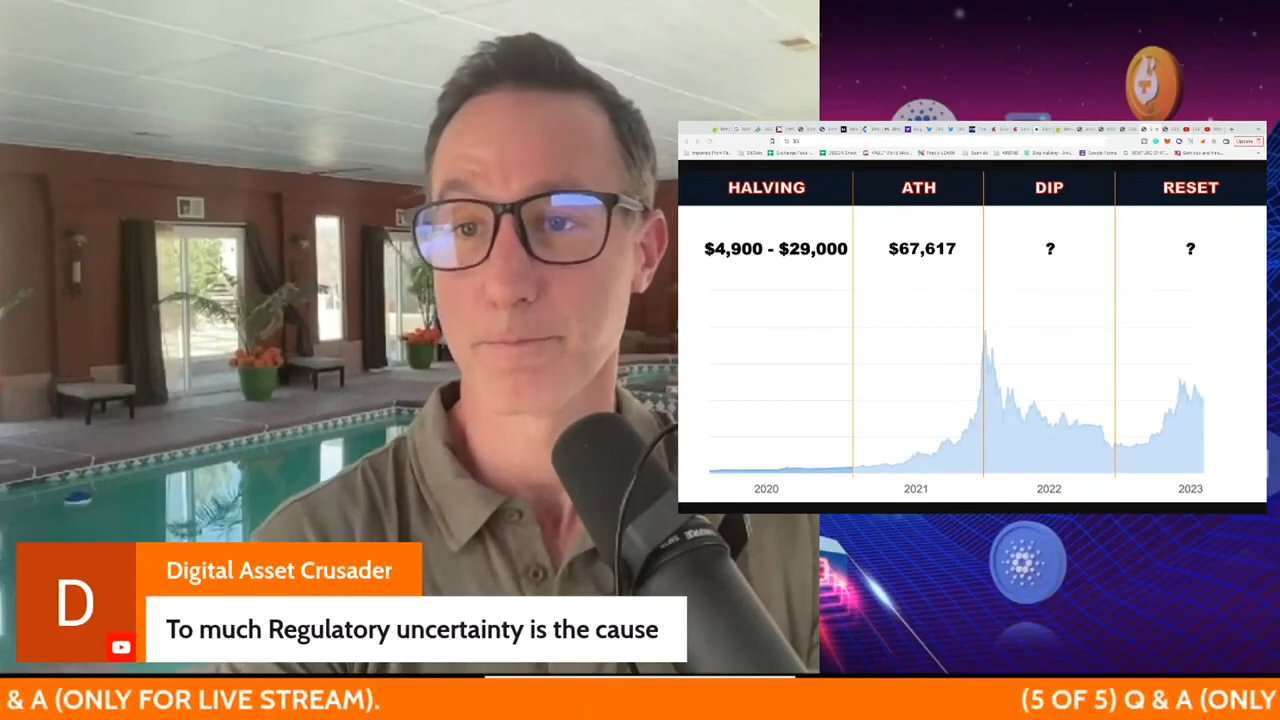 HALVING
ATH
DIP
RESET
$4,900 - $29,000
$67,617
?
?
2020
2021
2022
2023
D
Digital Asset Crusader
To much Regulatory uncertainty is the cause
& A (ONLY FOR LIVE STREAM).
(5 OF 5) Q & A (ONLY